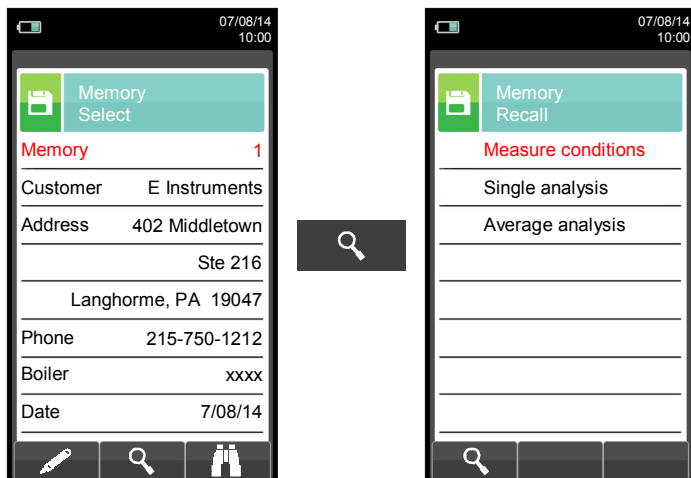 07/08/14
10:00
Memory
Select
Memory 1
Customer E Instruments
Address 402 Middletown
Ste 216
Langhorme, PA 19047
Phone 215-750-1212
Boiler xxxx
Date 7/08/14
07/08/14
10:00
Memory
Recall
Measure conditions
Single analysis
Average analysis